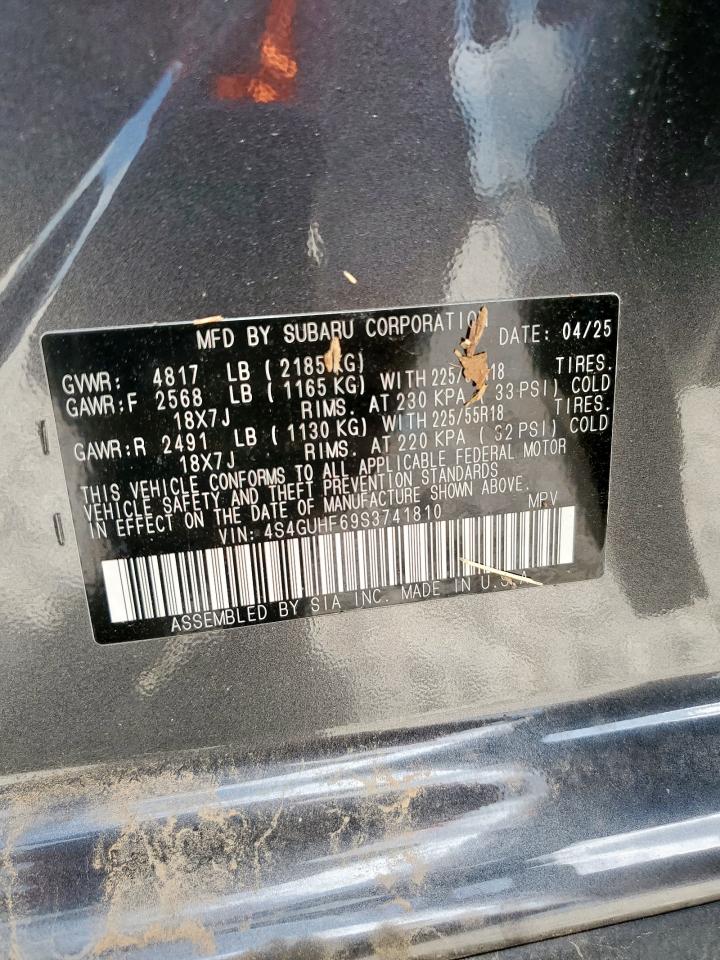 MFD BY SUBARU CORPORATION DATE: 04/25
GVWR: 4817 LB ( 2185 KG)
GAWR:F 2568 LB ( 1165 KG) WITH 225/ R18 TIRES.
18X7J RIMS. AT 230 KPA 33 PSI) COLD
GAWR:R 2491 LB ( 1130 KG) WITH 225/55R18 TIRES.
18X7J RIMS. AT 220 KPA ( 32 PSI) COLD
THIS VEHICLE CONFORMS TO ALL APPLICABLE FEDERAL MOTOR
VEHICLE SAFETY AND THEFT PREVENTION STANDARDS
IN EFFECT ON THE DATE OF MANUFACTURE SHOWN ABOVE.
VIN: 4S4GUHF69S3741810 MPV
ASSEMBLED BY SIA INC. MADE IN U.S.A